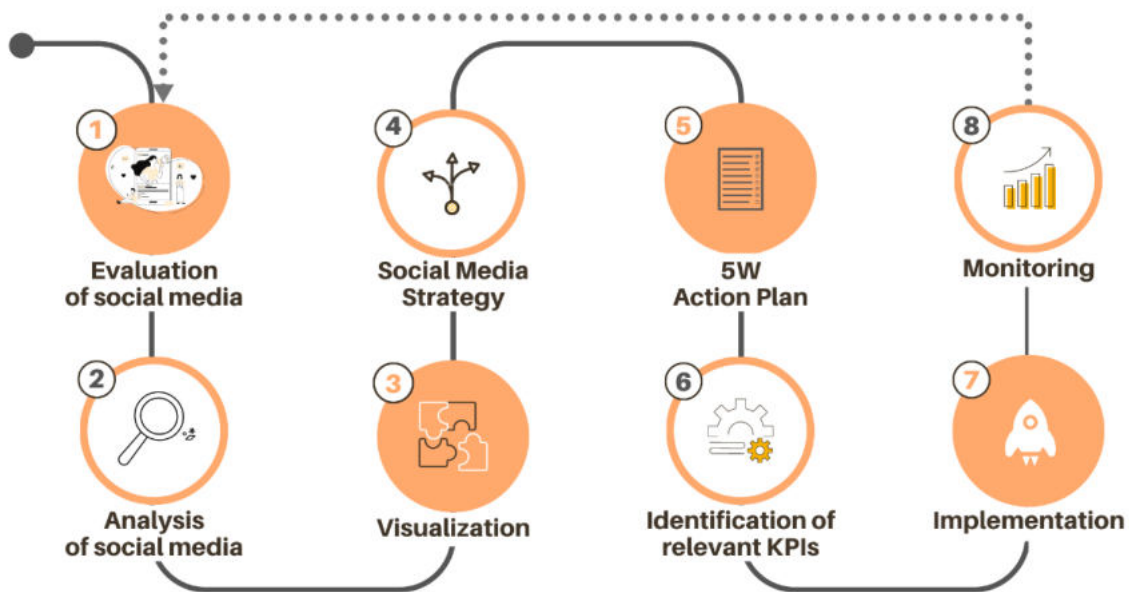 1
Evaluation
of social media
2
Analysis
of social media
3
Visualization
4
Social Media
Strategy
5
5W
Action Plan
6
Identification of
relevant KPIs
7
Implementation
8
Monitoring